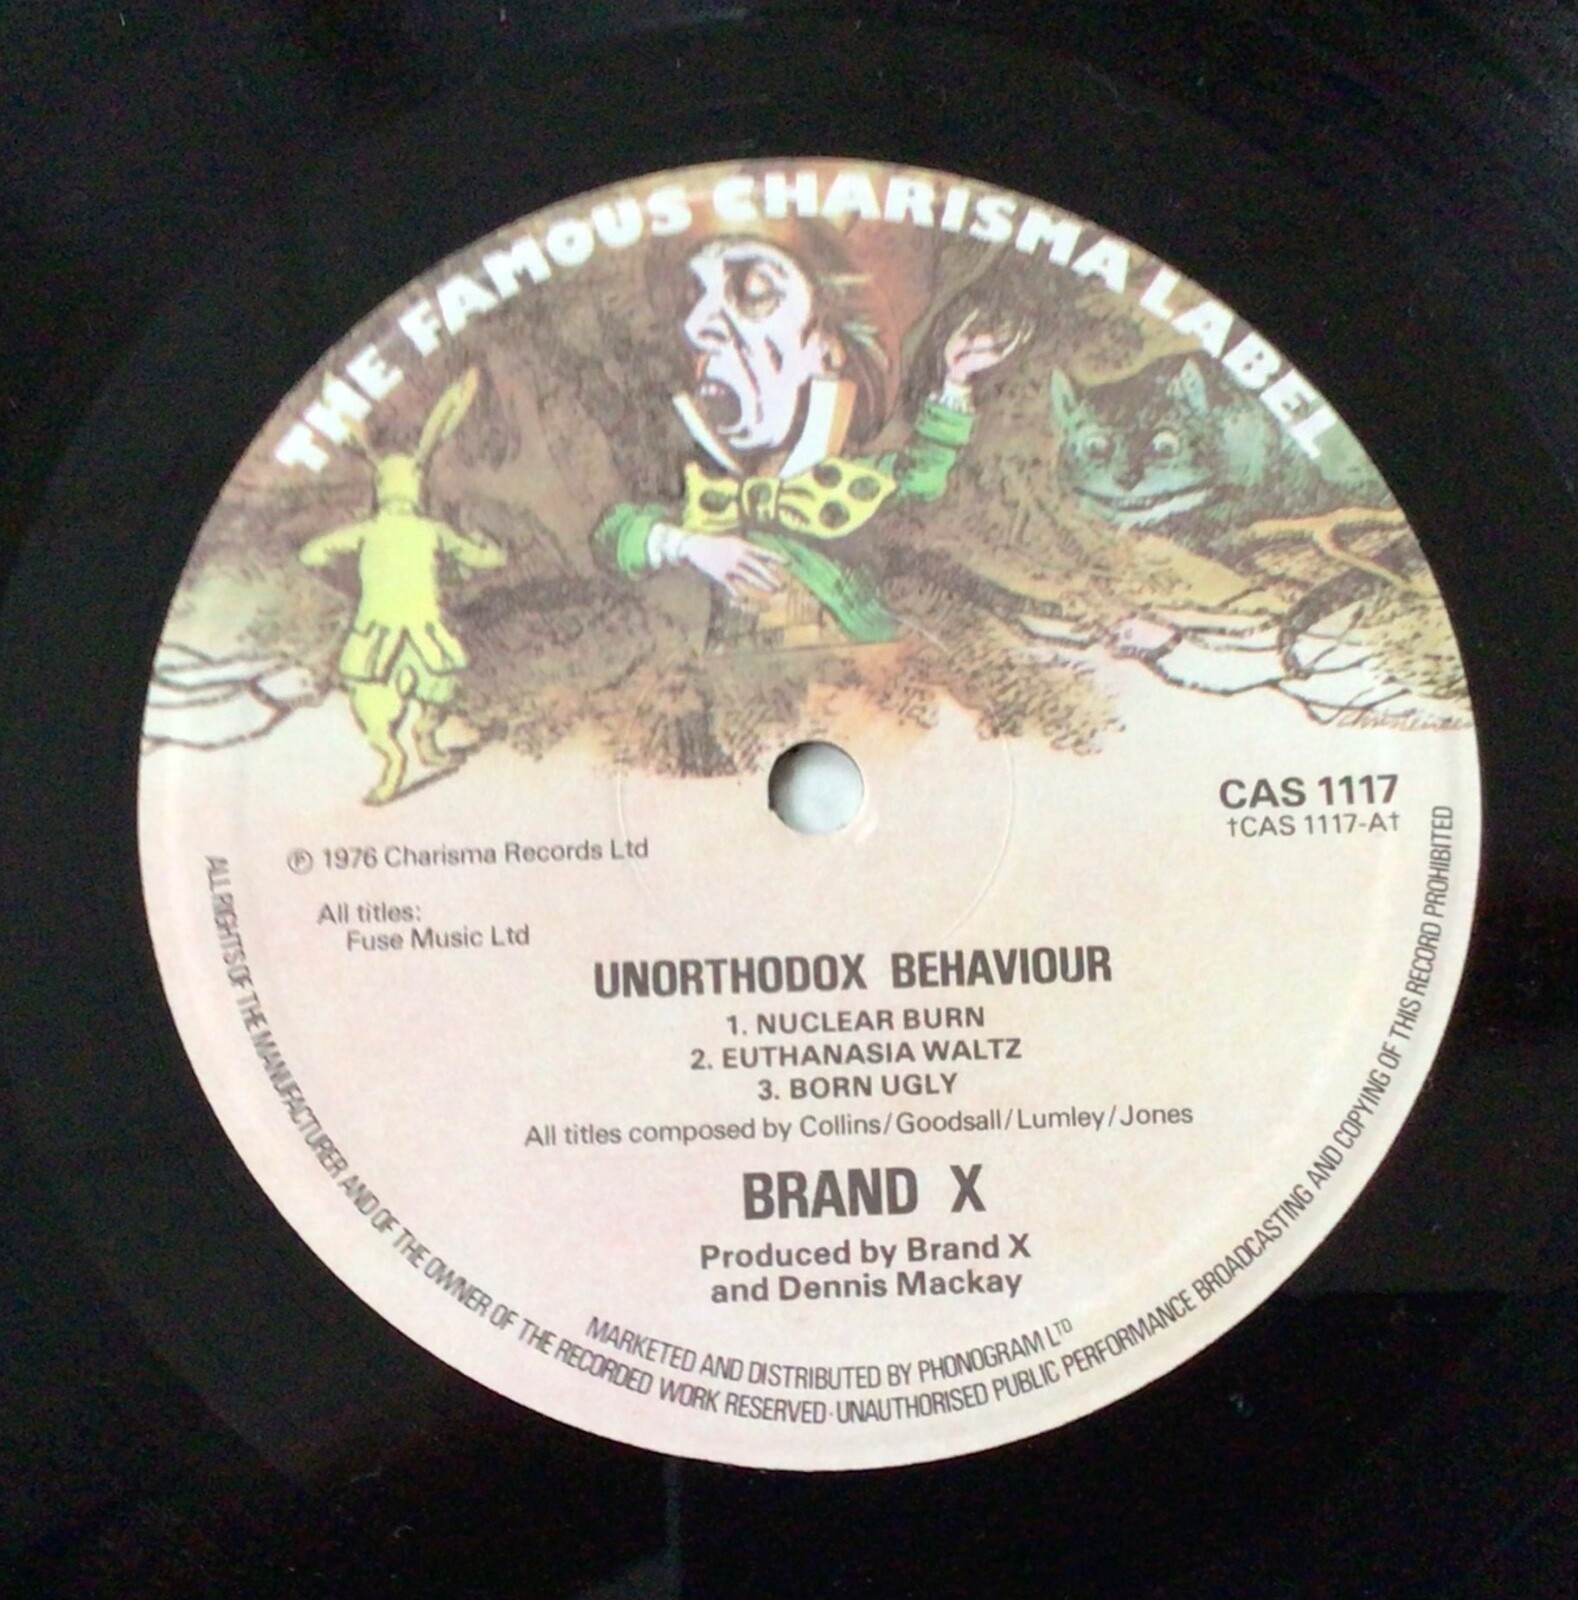 THE FAMOUS CHARISMA LABEL
CAS 1117
†CAS 1117-A†
℗ 1976 Charisma Records Ltd
All titles:
Fuse Music Ltd
UNORTHODOX BEHAVIOUR
1. NUCLEAR BURN
2. EUTHANASIA WALTZ
3. BORN UGLY
All titles composed by Collins/Goodsall/Lumley/Jones
BRAND X
Produced by Brand X
and Dennis Mackay
MARKETED AND DISTRIBUTED BY PHONOGRAM LTD
ALL RIGHTS OF THE MANUFACTURER AND OF THE OWNER OF THE RECORDED WORK RESERVED · UNAUTHORISED PUBLIC PERFORMANCE BROADCASTING AND COPYING OF THIS RECORD PROHIBITED